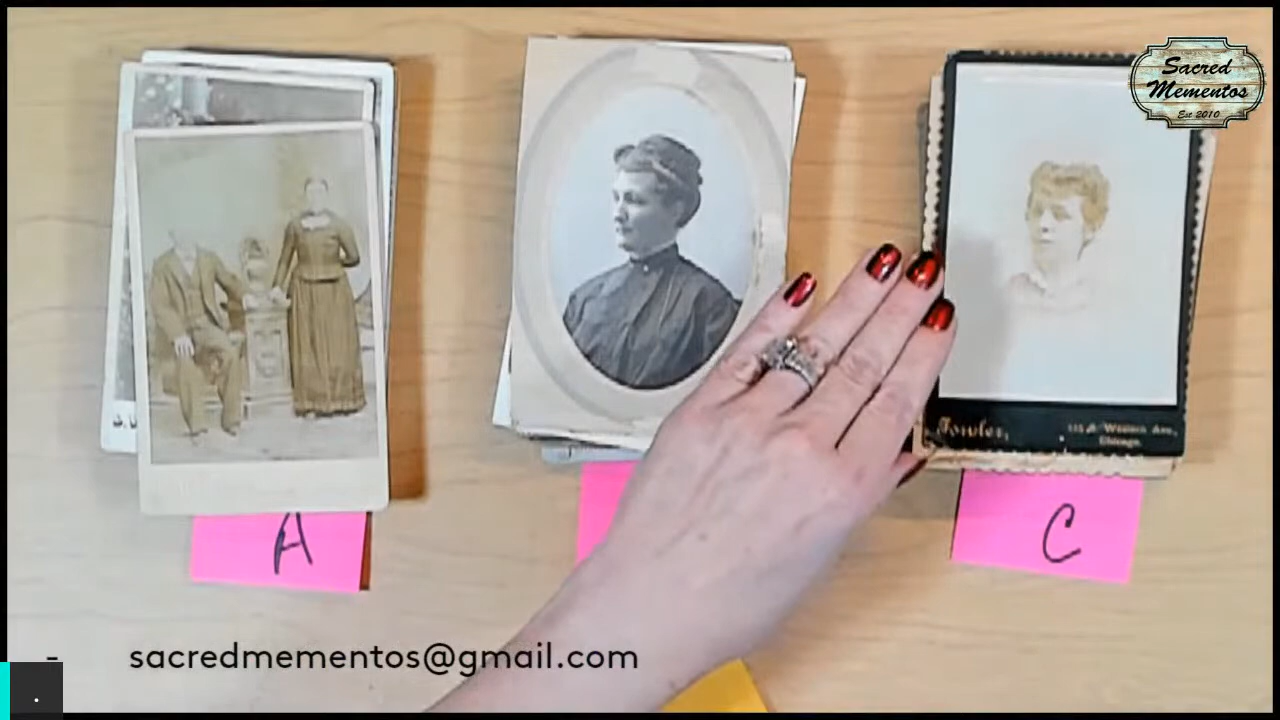 Sacred
Mementos
Est 2010
Fowler,
Chicago.
A
C
sacredmementos@gmail.com